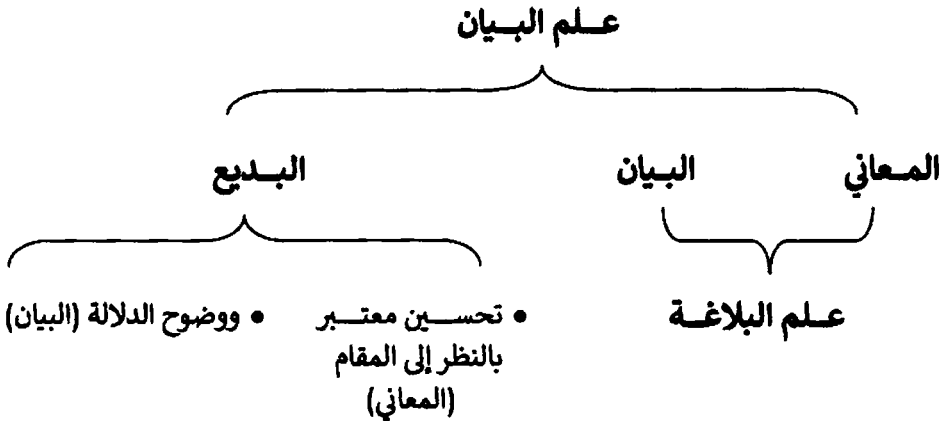 علم البيان
المعاني
البيان
البديع
علم البلاغة
• تحسين معتبر
بالنظر إلى المقام
(المعاني)
• ووضوح الدلالة (البيان)